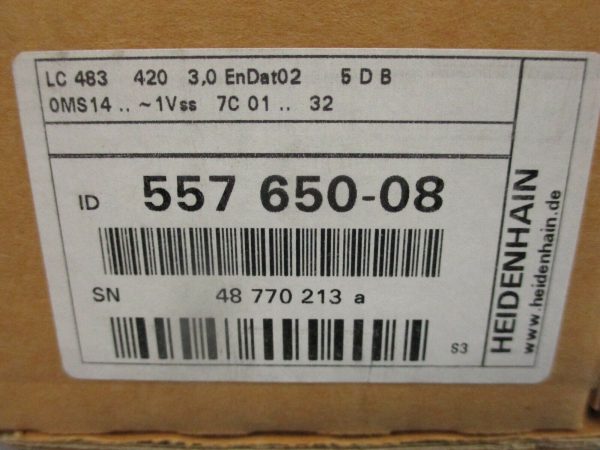 LC 483 420 3,0 EnDat02 5 D B
0MS14 .. ~1Vss 7C 01 .. 32
ID 557 650-08
SN 48 770 213 a
S3
HEIDENHAIN
www.heidenhain.de